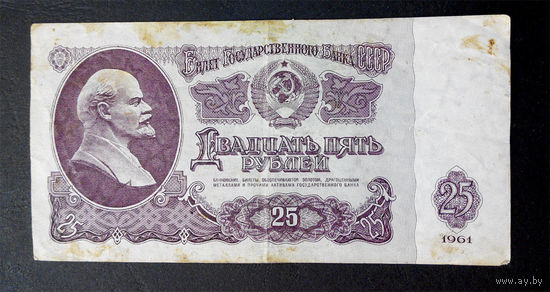 Билет Государственного Банка СССР
Двадцать пять
рублей
БАНКОВСКИЕ БИЛЕТЫ ОБЕСПЕЧИВАЮТСЯ ЗОЛОТОМ, ДРАГОЦЕННЫМИ
МЕТАЛЛАМИ И ПРОЧИМИ АКТИВАМИ ГОСУДАРСТВЕННОГО БАНКА
25
25
1961
www.ay.by